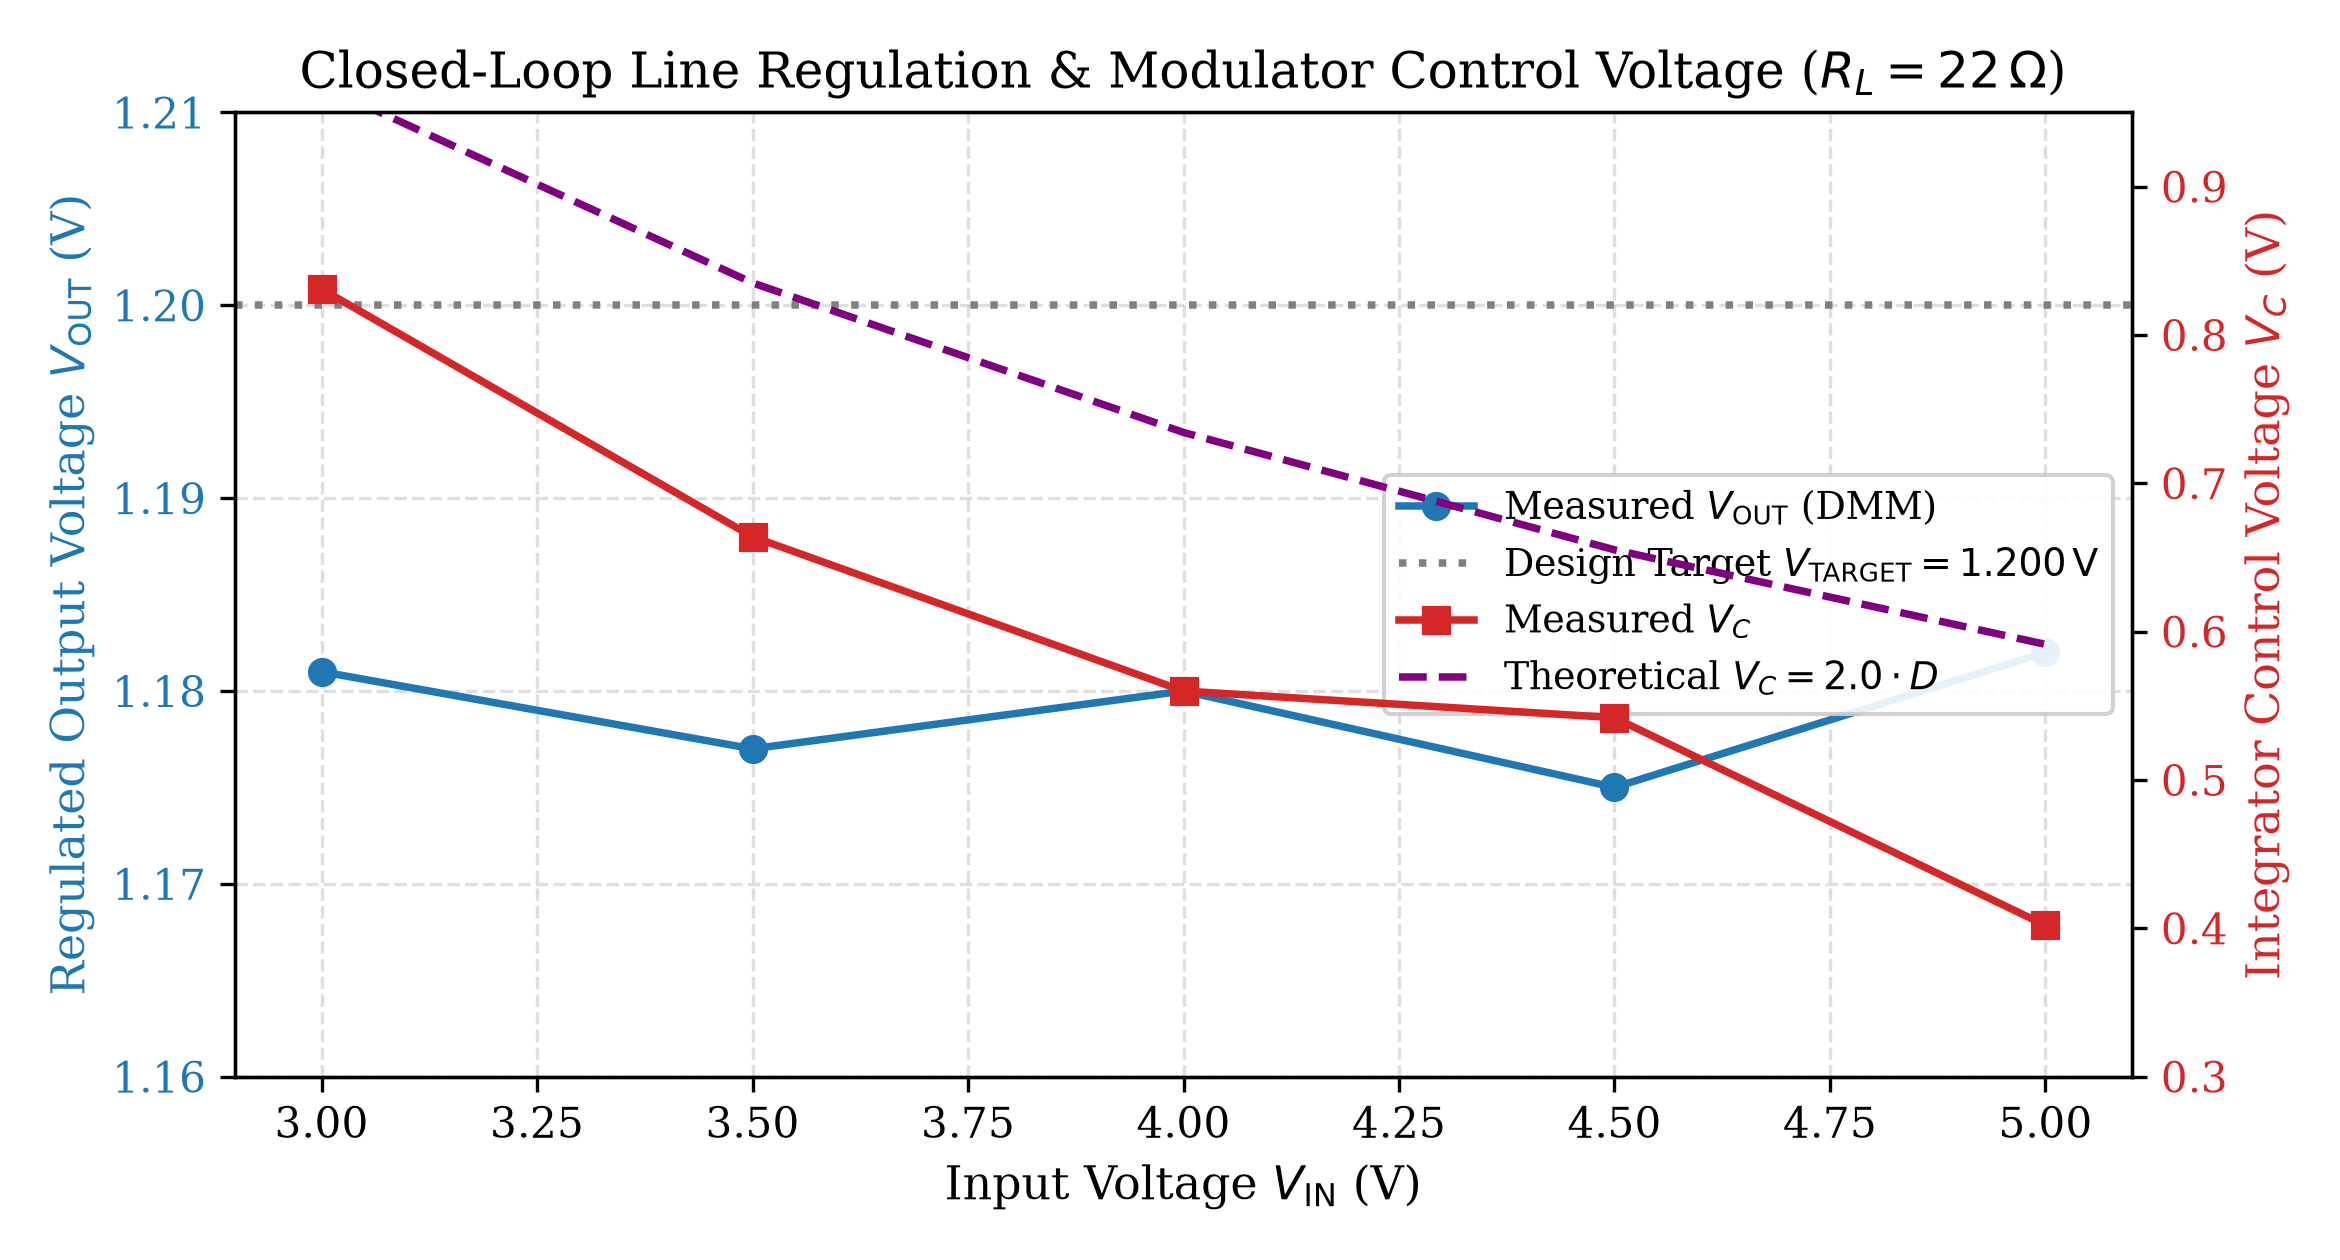 Closed-Loop Line Regulation & Modulator Control Voltage (R_L = 22 Ω)
Regulated Output Voltage V_OUT (V)
1.21
1.20
1.19
1.18
1.17
1.16
Measured V_OUT (DMM)
Design Target V_TARGET = 1.200 V
Measured V_C
Theoretical V_C = 2.0 · D
0.9
0.8
0.7
0.6
0.5
0.4
0.3
Integrator Control Voltage V_C (V)
3.00 3.25 3.50 3.75 4.00 4.25 4.50 4.75 5.00
Input Voltage V_IN (V)